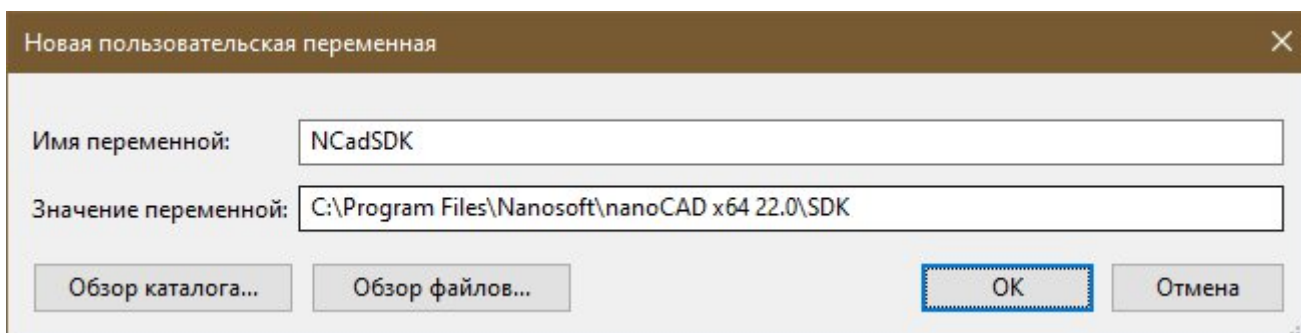 Новая пользовательская переменная
Имя переменной: NCadSDK
Значение переменной: C:\Program Files\Nanosoft\nanoCAD x64 22.0\SDK
Обзор каталога... Обзор файлов... OK Отмена